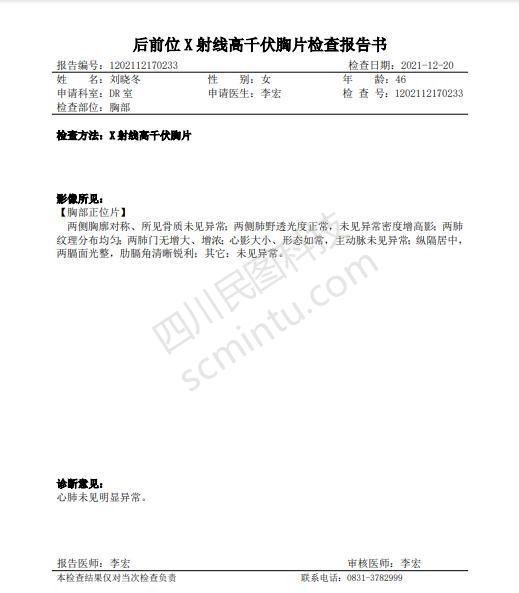 后前位 X 射线高千伏胸片检查报告书
报告编号：1202112170233 检查日期：2021-12-20
姓 名：刘晓冬 性 别：女 年 龄：46
申请科室：DR 室 申请医生：李宏 检 查 号：1202112170233
检查部位：胸部
检查方法：X 射线高千伏胸片
影像所见：
【胸部正位片】
两侧胸廓对称、所见骨质未见异常；两侧肺野透光度正常，未见异常密度增高影；两肺
纹理分布均匀；两肺门无增大、增浓；心影大小、形态如常，主动脉未见异常；纵隔居中，
两膈面光整，肋膈角清晰锐利；其它：未见异常。
四川民图科技
scmintu.com
诊断意见：
心肺未见明显异常。
报告医师：李宏 审核医师：李宏
本检查结果仅对当次检查负责 联系电话：0831-3782999